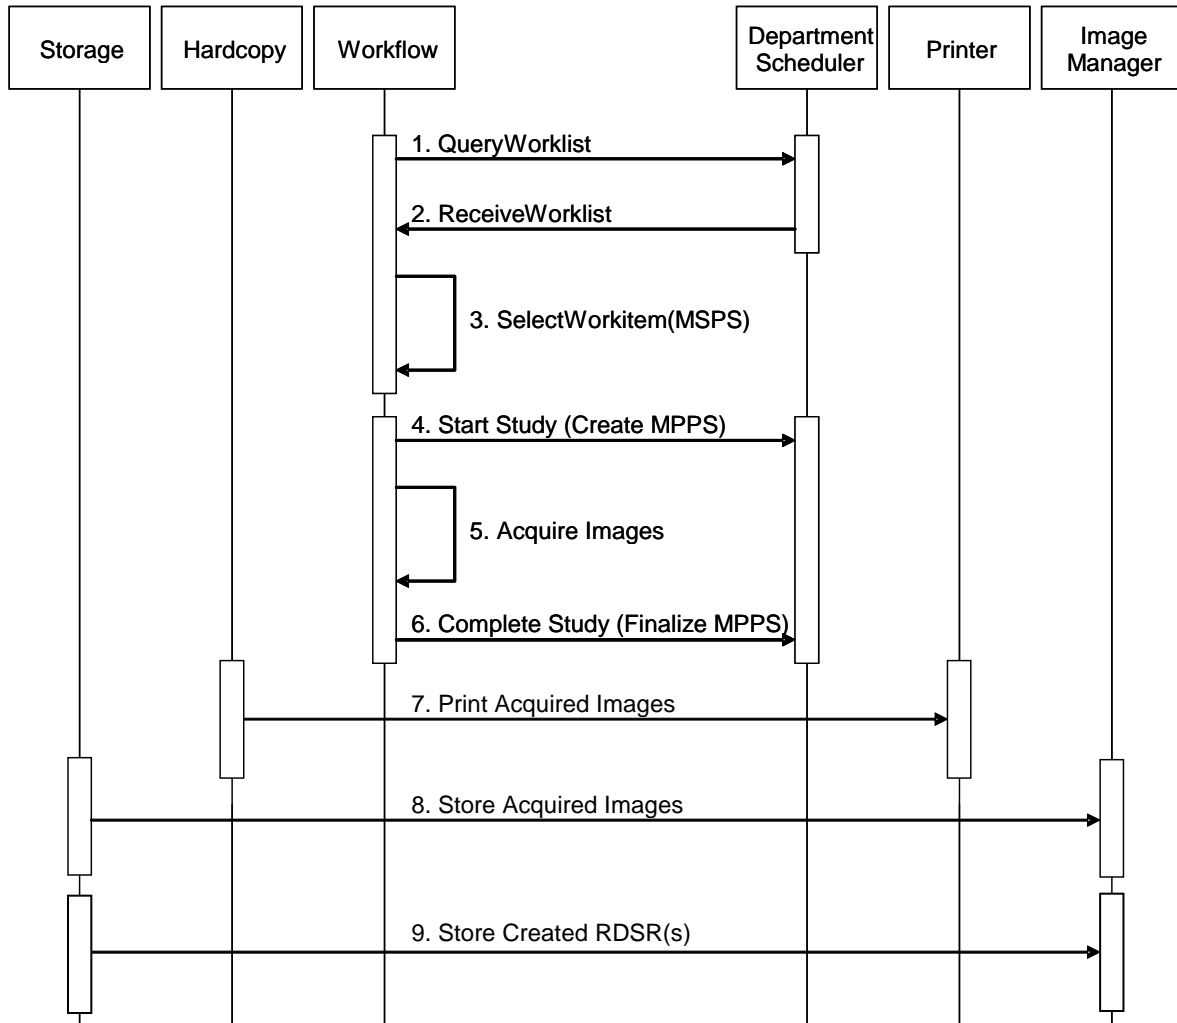 Storage
Hardcopy
Workflow
Department
Scheduler
Printer
Image
Manager
1. QueryWorklist
2. ReceiveWorklist
3. SelectWorkitem(MSPS)
4. Start Study (Create MPPS)
5. Acquire Images
6. Complete Study (Finalize MPPS)
7. Print Acquired Images
8. Store Acquired Images
9. Store Created RDSR(s)